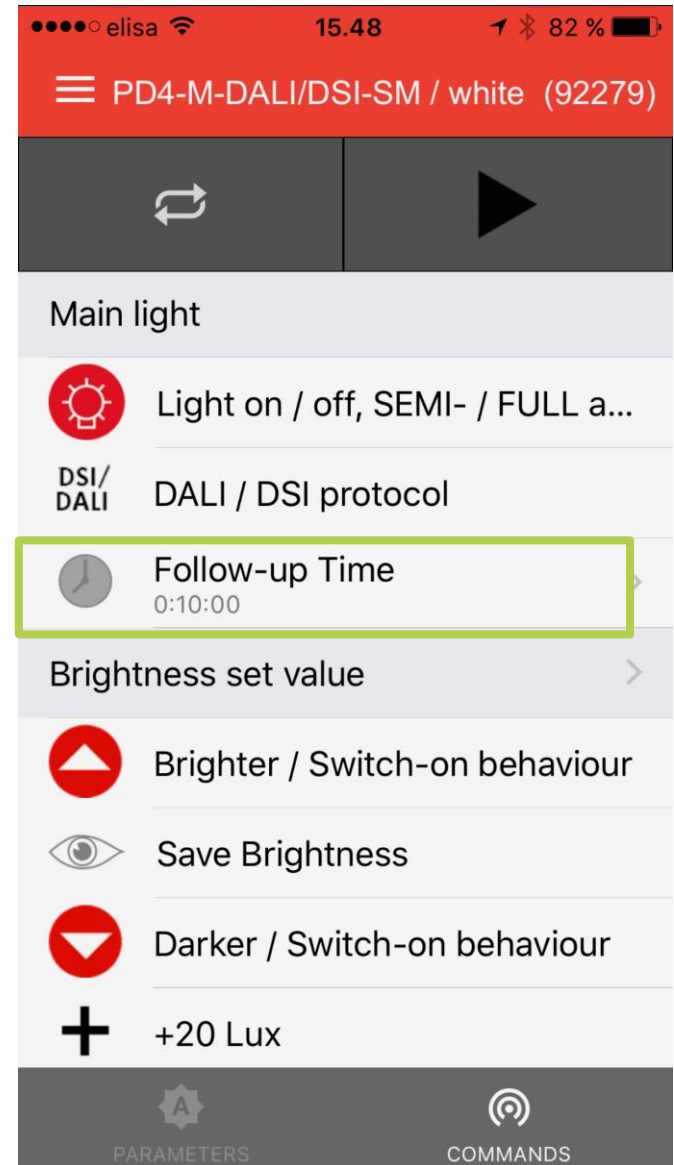 elisa 15.48 82 %
PD4-M-DALI/DSI-SM / white (92279)
Main light
Light on / off, SEMI- / FULL a...
DSI/
DALI
DALI / DSI protocol
Follow-up Time
0:10:00
Brightness set value
Brighter / Switch-on behaviour
Save Brightness
Darker / Switch-on behaviour
+20 Lux
A
PARAMETERS COMMANDS